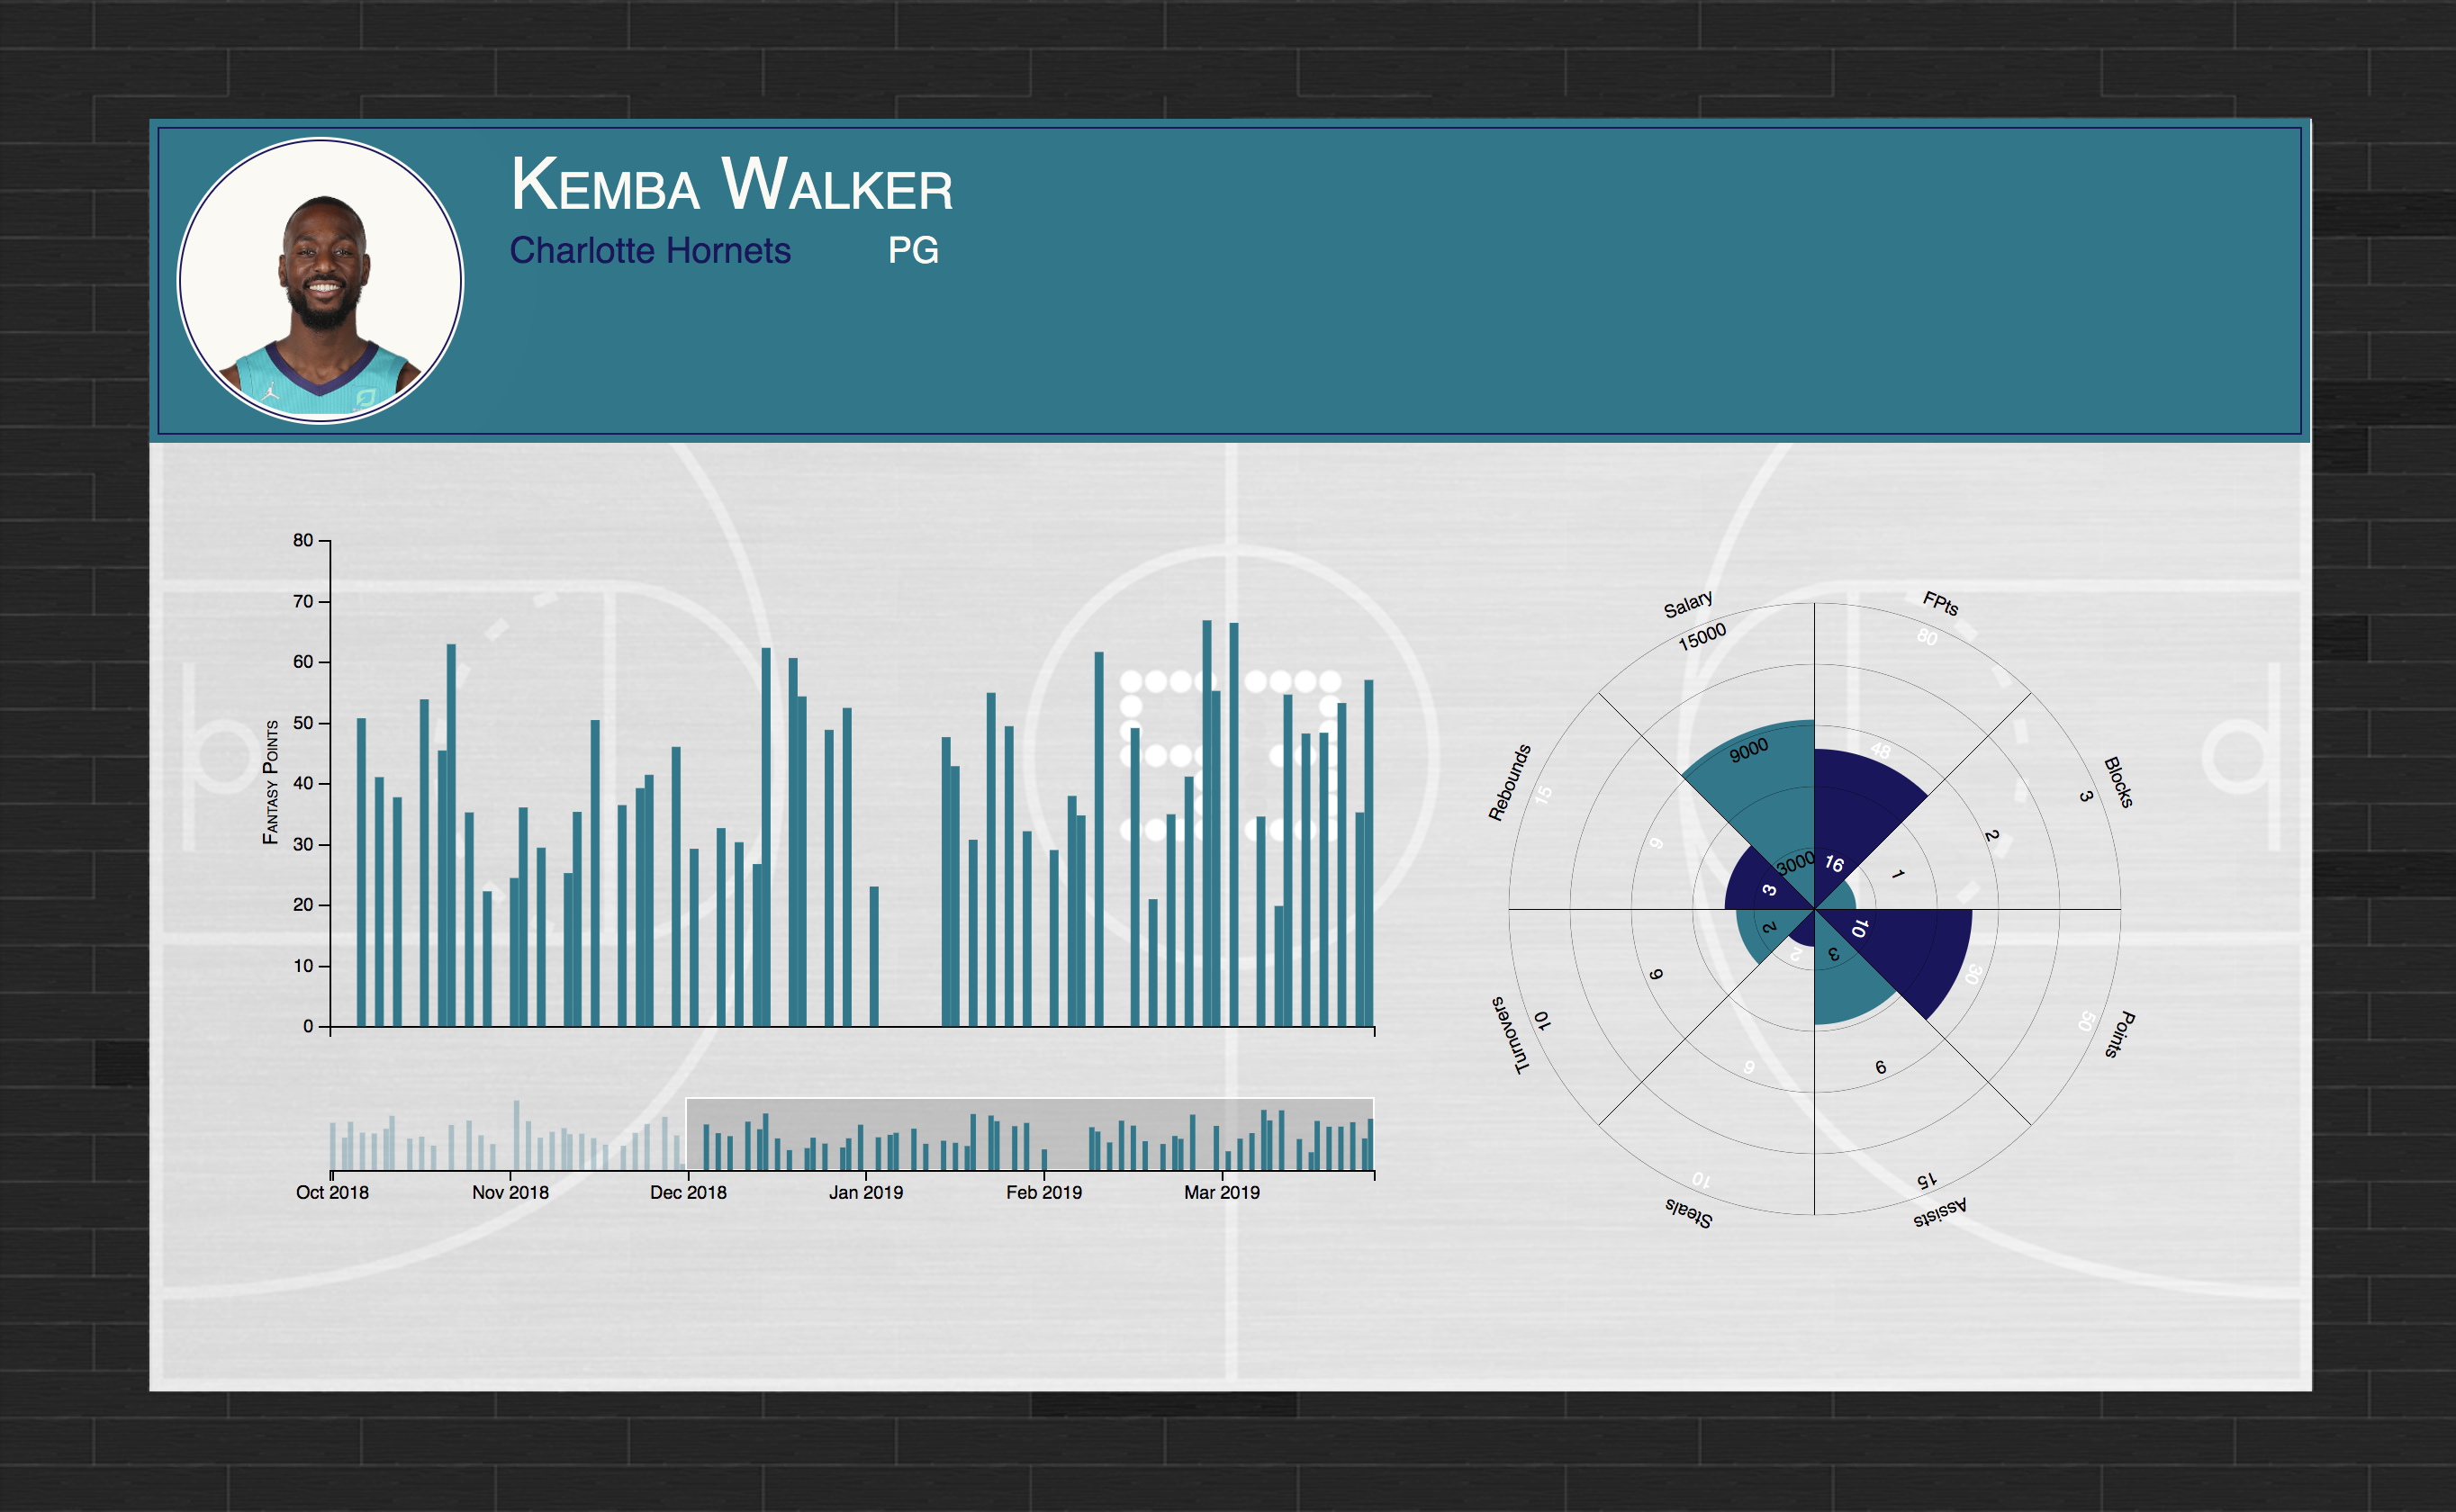 KEMBA WALKER
Charlotte Hornets PG
80
70
60
50
40
30
20
10
0
FANTASY POINTS
Oct 2018 Nov 2018 Dec 2018 Jan 2019 Feb 2019 Mar 2019
Salary
15000
9000
3000
FPts
80
48
16
Blocks
3
2
1
Points
50
30
10
Assists
15
9
3
Steals
10
6
2
Turnovers
10
6
2
Rebounds
15
9
3